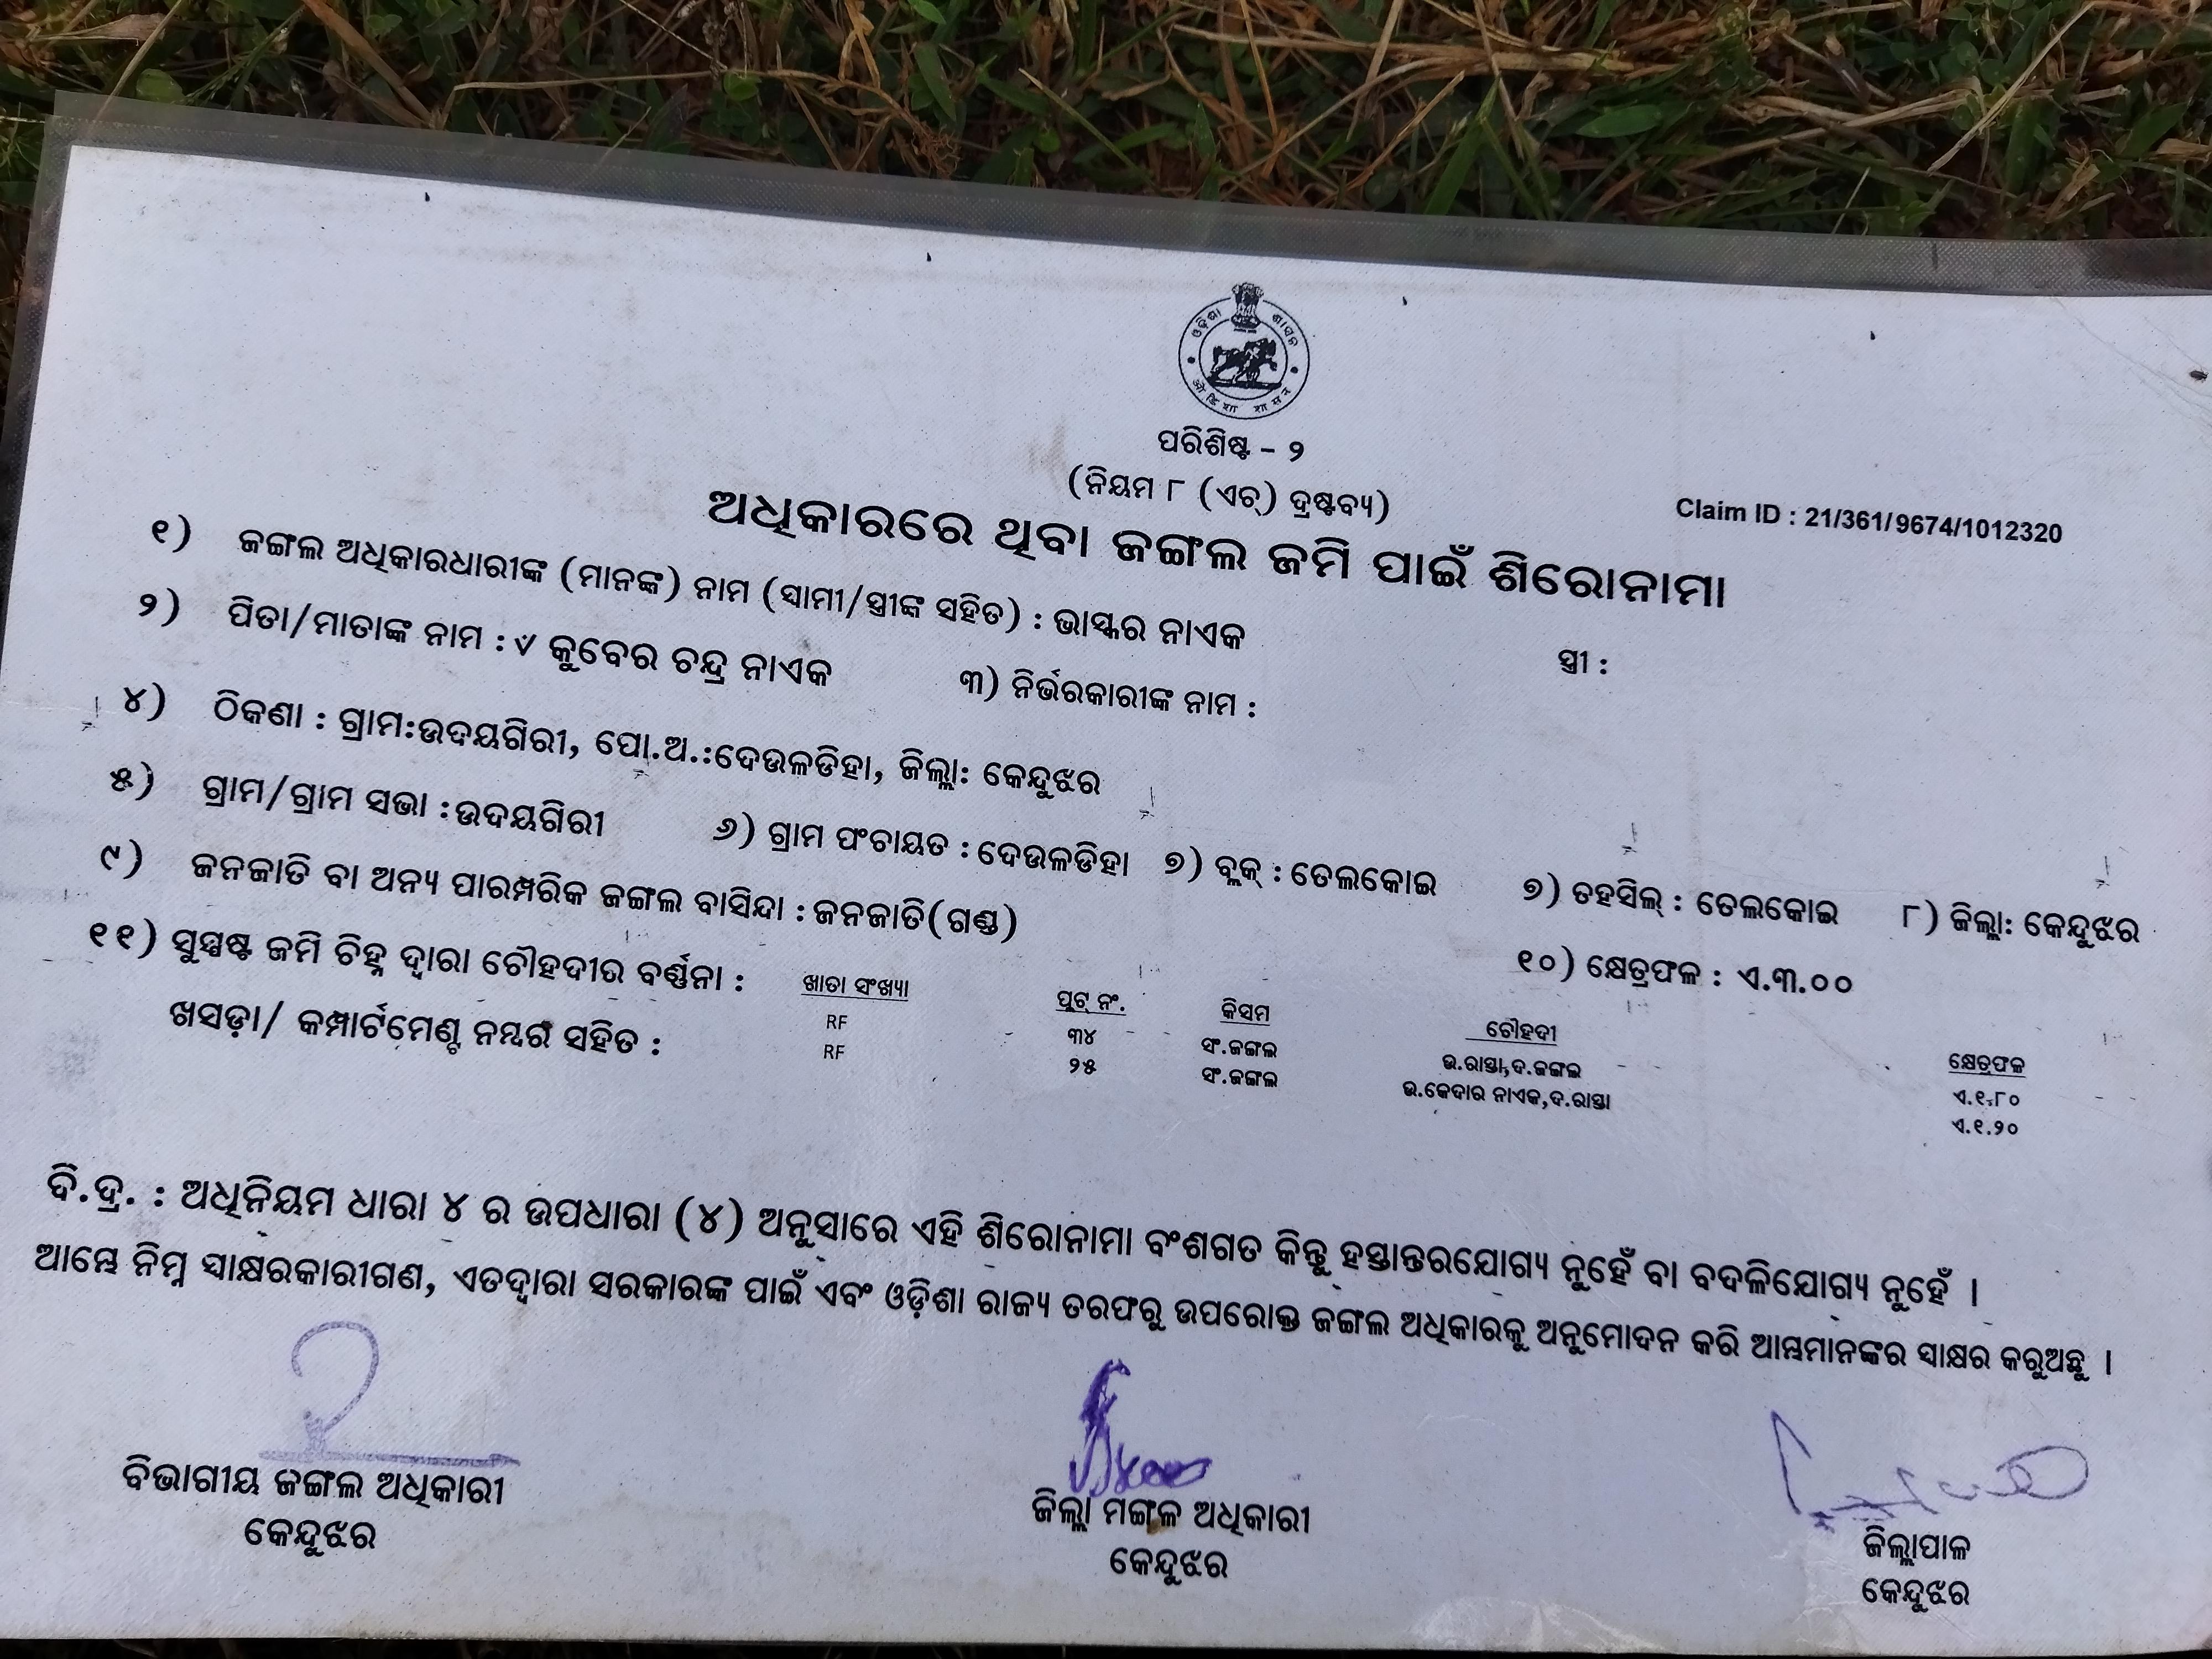 ଓଡ଼ିଶା ଶାସନ
ओडिशा शासन
ପରିଶିଷ୍ଟ – ୨
(ନିୟମ ୮ (ଏଚ୍) ଦ୍ରଷ୍ଟବ୍ୟ)
Claim ID : 21/361/9674/1012320
ଅଧିକାରରେ ଥିବା ଜଙ୍ଗଲ ଜମି ପାଇଁ ଶିରୋନାମା
୧) ଜଙ୍ଗଲ ଅଧିକାରଧାରୀଙ୍କ (ମାନଙ୍କ) ନାମ (ସ୍ୱାମୀ/ସ୍ତ୍ରୀଙ୍କ ସହିତ) : ଭାସ୍କର ନାଏକ ସ୍ତ୍ରୀ :
୨) ପିତା/ମାତାଙ୍କ ନାମ : ୰ କୁବେର ଚନ୍ଦ୍ର ନାଏକ ୩) ନିର୍ଭରକାରୀଙ୍କ ନାମ :
୪) ଠିକଣା : ଗ୍ରାମ:ଉଦୟଗିରୀ, ପୋ.ଅ.:ଦେଉଳଡିହା, ଜିଲ୍ଲା: କେନ୍ଦୁଝର
୫) ଗ୍ରାମ/ଗ୍ରାମ ସଭା :ଉଦୟଗିରୀ ୬) ଗ୍ରାମ ପଂଚାୟତ : ଦେଉଳଡିହା ୭) ବ୍ଲକ୍ : ତେଲକୋଇ ୭) ତହସିଲ୍ : ତେଲକୋଇ ୮) ଜିଲ୍ଲା: କେନ୍ଦୁଝର
୯) ଜନଜାତି ବା ଅନ୍ୟ ପାରମ୍ପରିକ ଜଙ୍ଗଲ ବାସିନ୍ଦା : ଜନଜାତି(ଗଣ୍ଡ) ୧୦) କ୍ଷେତ୍ରଫଳ : ଏ.୩.୦୦
୧୧) ସୁସ୍ପଷ୍ଟ ଜମି ଚିହ୍ନ ଦ୍ୱାରା ଚୌହଦୀର ବର୍ଣ୍ଣନା :
ଖସଡ଼ା/ କମ୍ପାର୍ଟମେଣ୍ଟ ନମ୍ବର ସହିତ :
ଖାତା ସଂଖ୍ୟା ପ୍ଲଟ୍ ନଂ. କିସମ ଚୌହଦୀ କ୍ଷେତ୍ରଫଳ
RF ୩୪ ସଂ.ଜଙ୍ଗଲ ଉ.ରାସ୍ତା,ଦ.ଜଙ୍ଗଲ ଏ.୧.୮୦
RF ୨୫ ସଂ.ଜଙ୍ଗଲ ଉ.କେଦାର ନାଏକ,ଦ.ରାସ୍ତା ଏ.୧.୨୦
ବି.ଦ୍ର. : ଅଧିନିୟମ ଧାରା ୪ ର ଉପଧାରା (୪) ଅନୁସାରେ ଏହି ଶିରୋନାମା ବଂଶଗତ କିନ୍ତୁ ହସ୍ତାନ୍ତରଯୋଗ୍ୟ ନୁହେଁ ବା ବଦଳିଯୋଗ୍ୟ ନୁହେଁ ।
ଆମ୍ଭେ ନିମ୍ନ ସ୍ୱାକ୍ଷରକାରୀଗଣ, ଏତଦ୍ୱାରା ସରକାରଙ୍କ ପାଇଁ ଏବଂ ଓଡ଼ିଶା ରାଜ୍ୟ ତରଫରୁ ଉପରୋକ୍ତ ଜଙ୍ଗଲ ଅଧିକାରକୁ ଅନୁମୋଦନ କରି ଆମ୍ଭମାନଙ୍କର ସ୍ୱାକ୍ଷର କରୁଅଛୁ ।
ବିଭାଗୀୟ ଜଙ୍ଗଲ ଅଧିକାରୀ
କେନ୍ଦୁଝର
ଜିଲ୍ଲା ମଙ୍ଗଳ ଅଧିକାରୀ
କେନ୍ଦୁଝର
ଜିଲ୍ଲାପାଳ
କେନ୍ଦୁଝର